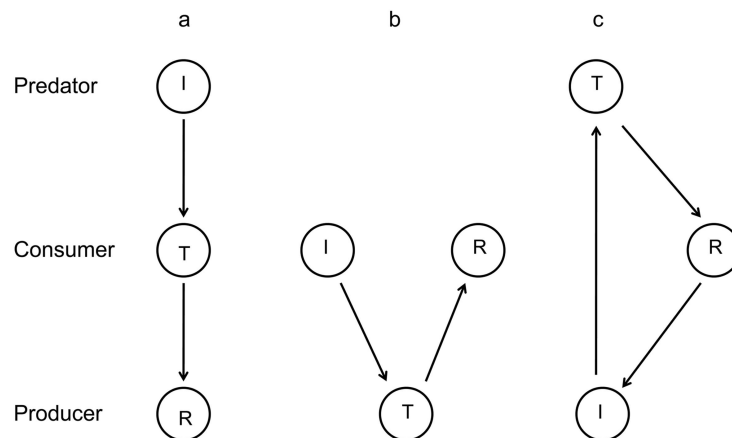 a b c
Predator I T
Consumer T I R R
Producer R T I